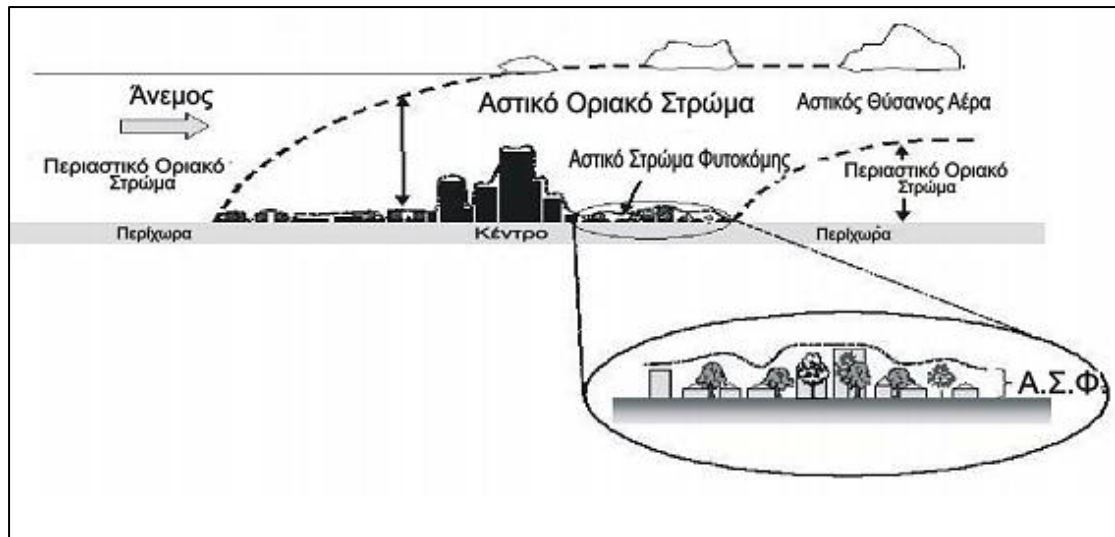 Άνεμος
Αστικό Οριακό Στρώμα
Αστικός Θύσανος Αέρα
Περιαστικό Οριακό
Στρώμα
Αστικό Στρώμα Φυτοκόμης
Περιαστικό Οριακό
Στρώμα
Περίχωρα
Κέντρο
Περίχωρα
Α.Σ.Φ.